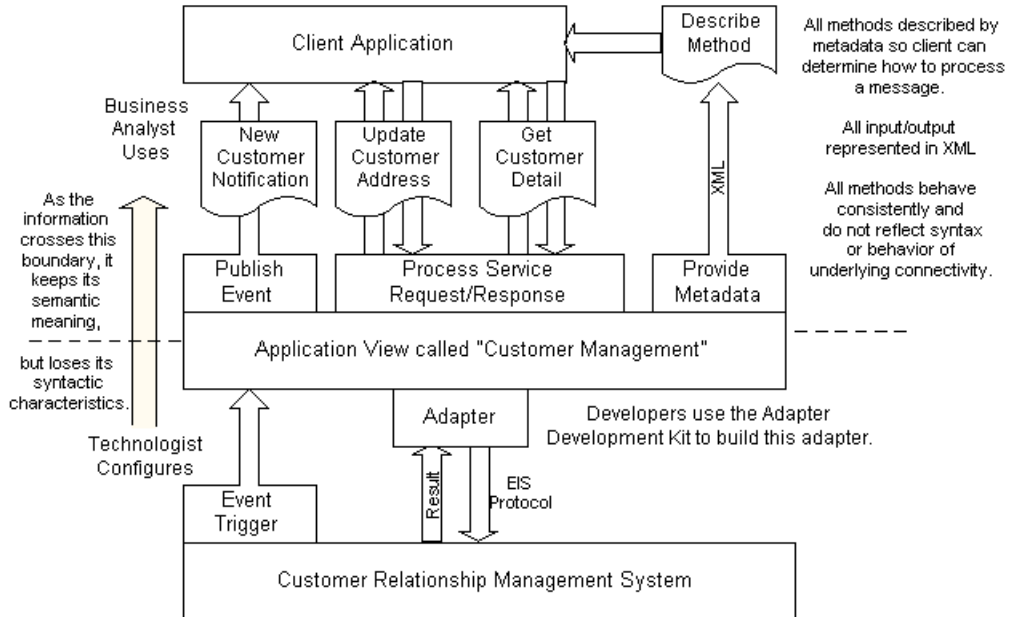 Client Application
Describe
Method
All methods described by
metadata so client can
determine how to process
a message.
All input/output
represented in XML
All methods behave
consistently and
do not reflect syntax
or behavior of
underlying connectivity.
Business
Analyst
Uses
New
Customer
Notification
Update
Customer
Address
Get
Customer
Detail
XML
As the
information
crosses this
boundary, it
keeps its
semantic
meaning,
but loses its
syntactic
characteristics.
Publish
Event
Process Service
Request/Response
Provide
Metadata
Application View called "Customer Management"
Adapter
Developers use the Adapter
Development Kit to build this adapter.
Technologist
Configures
Event
Trigger
Result
EIS
Protocol
Customer Relationship Management System